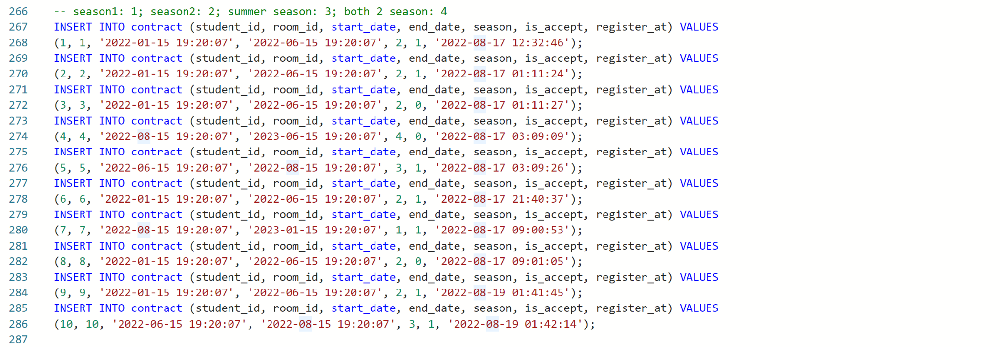 266 -- season1: 1; season2: 2; summer season: 3; both 2 season: 4
267 INSERT INTO contract (student_id, room_id, start_date, end_date, season, is_accept, register_at) VALUES
268 (1, 1, '2022-01-15 19:20:07', '2022-06-15 19:20:07', 2, 1, '2022-08-17 12:32:46');
269 INSERT INTO contract (student_id, room_id, start_date, end_date, season, is_accept, register_at) VALUES
270 (2, 2, '2022-01-15 19:20:07', '2022-06-15 19:20:07', 2, 1, '2022-08-17 01:11:24');
271 INSERT INTO contract (student_id, room_id, start_date, end_date, season, is_accept, register_at) VALUES
272 (3, 3, '2022-01-15 19:20:07', '2022-06-15 19:20:07', 2, 0, '2022-08-17 01:11:27');
273 INSERT INTO contract (student_id, room_id, start_date, end_date, season, is_accept, register_at) VALUES
274 (4, 4, '2022-08-15 19:20:07', '2023-06-15 19:20:07', 4, 0, '2022-08-17 03:09:09');
275 INSERT INTO contract (student_id, room_id, start_date, end_date, season, is_accept, register_at) VALUES
276 (5, 5, '2022-06-15 19:20:07', '2022-08-15 19:20:07', 3, 1, '2022-08-17 03:09:26');
277 INSERT INTO contract (student_id, room_id, start_date, end_date, season, is_accept, register_at) VALUES
278 (6, 6, '2022-01-15 19:20:07', '2022-06-15 19:20:07', 2, 1, '2022-08-17 21:40:37');
279 INSERT INTO contract (student_id, room_id, start_date, end_date, season, is_accept, register_at) VALUES
280 (7, 7, '2022-08-15 19:20:07', '2023-01-15 19:20:07', 1, 1, '2022-08-17 09:00:53');
281 INSERT INTO contract (student_id, room_id, start_date, end_date, season, is_accept, register_at) VALUES
282 (8, 8, '2022-01-15 19:20:07', '2022-06-15 19:20:07', 2, 0, '2022-08-17 09:01:05');
283 INSERT INTO contract (student_id, room_id, start_date, end_date, season, is_accept, register_at) VALUES
284 (9, 9, '2022-01-15 19:20:07', '2022-06-15 19:20:07', 2, 1, '2022-08-19 01:41:45');
285 INSERT INTO contract (student_id, room_id, start_date, end_date, season, is_accept, register_at) VALUES
286 (10, 10, '2022-06-15 19:20:07', '2022-08-15 19:20:07', 3, 1, '2022-08-19 01:42:14');
287